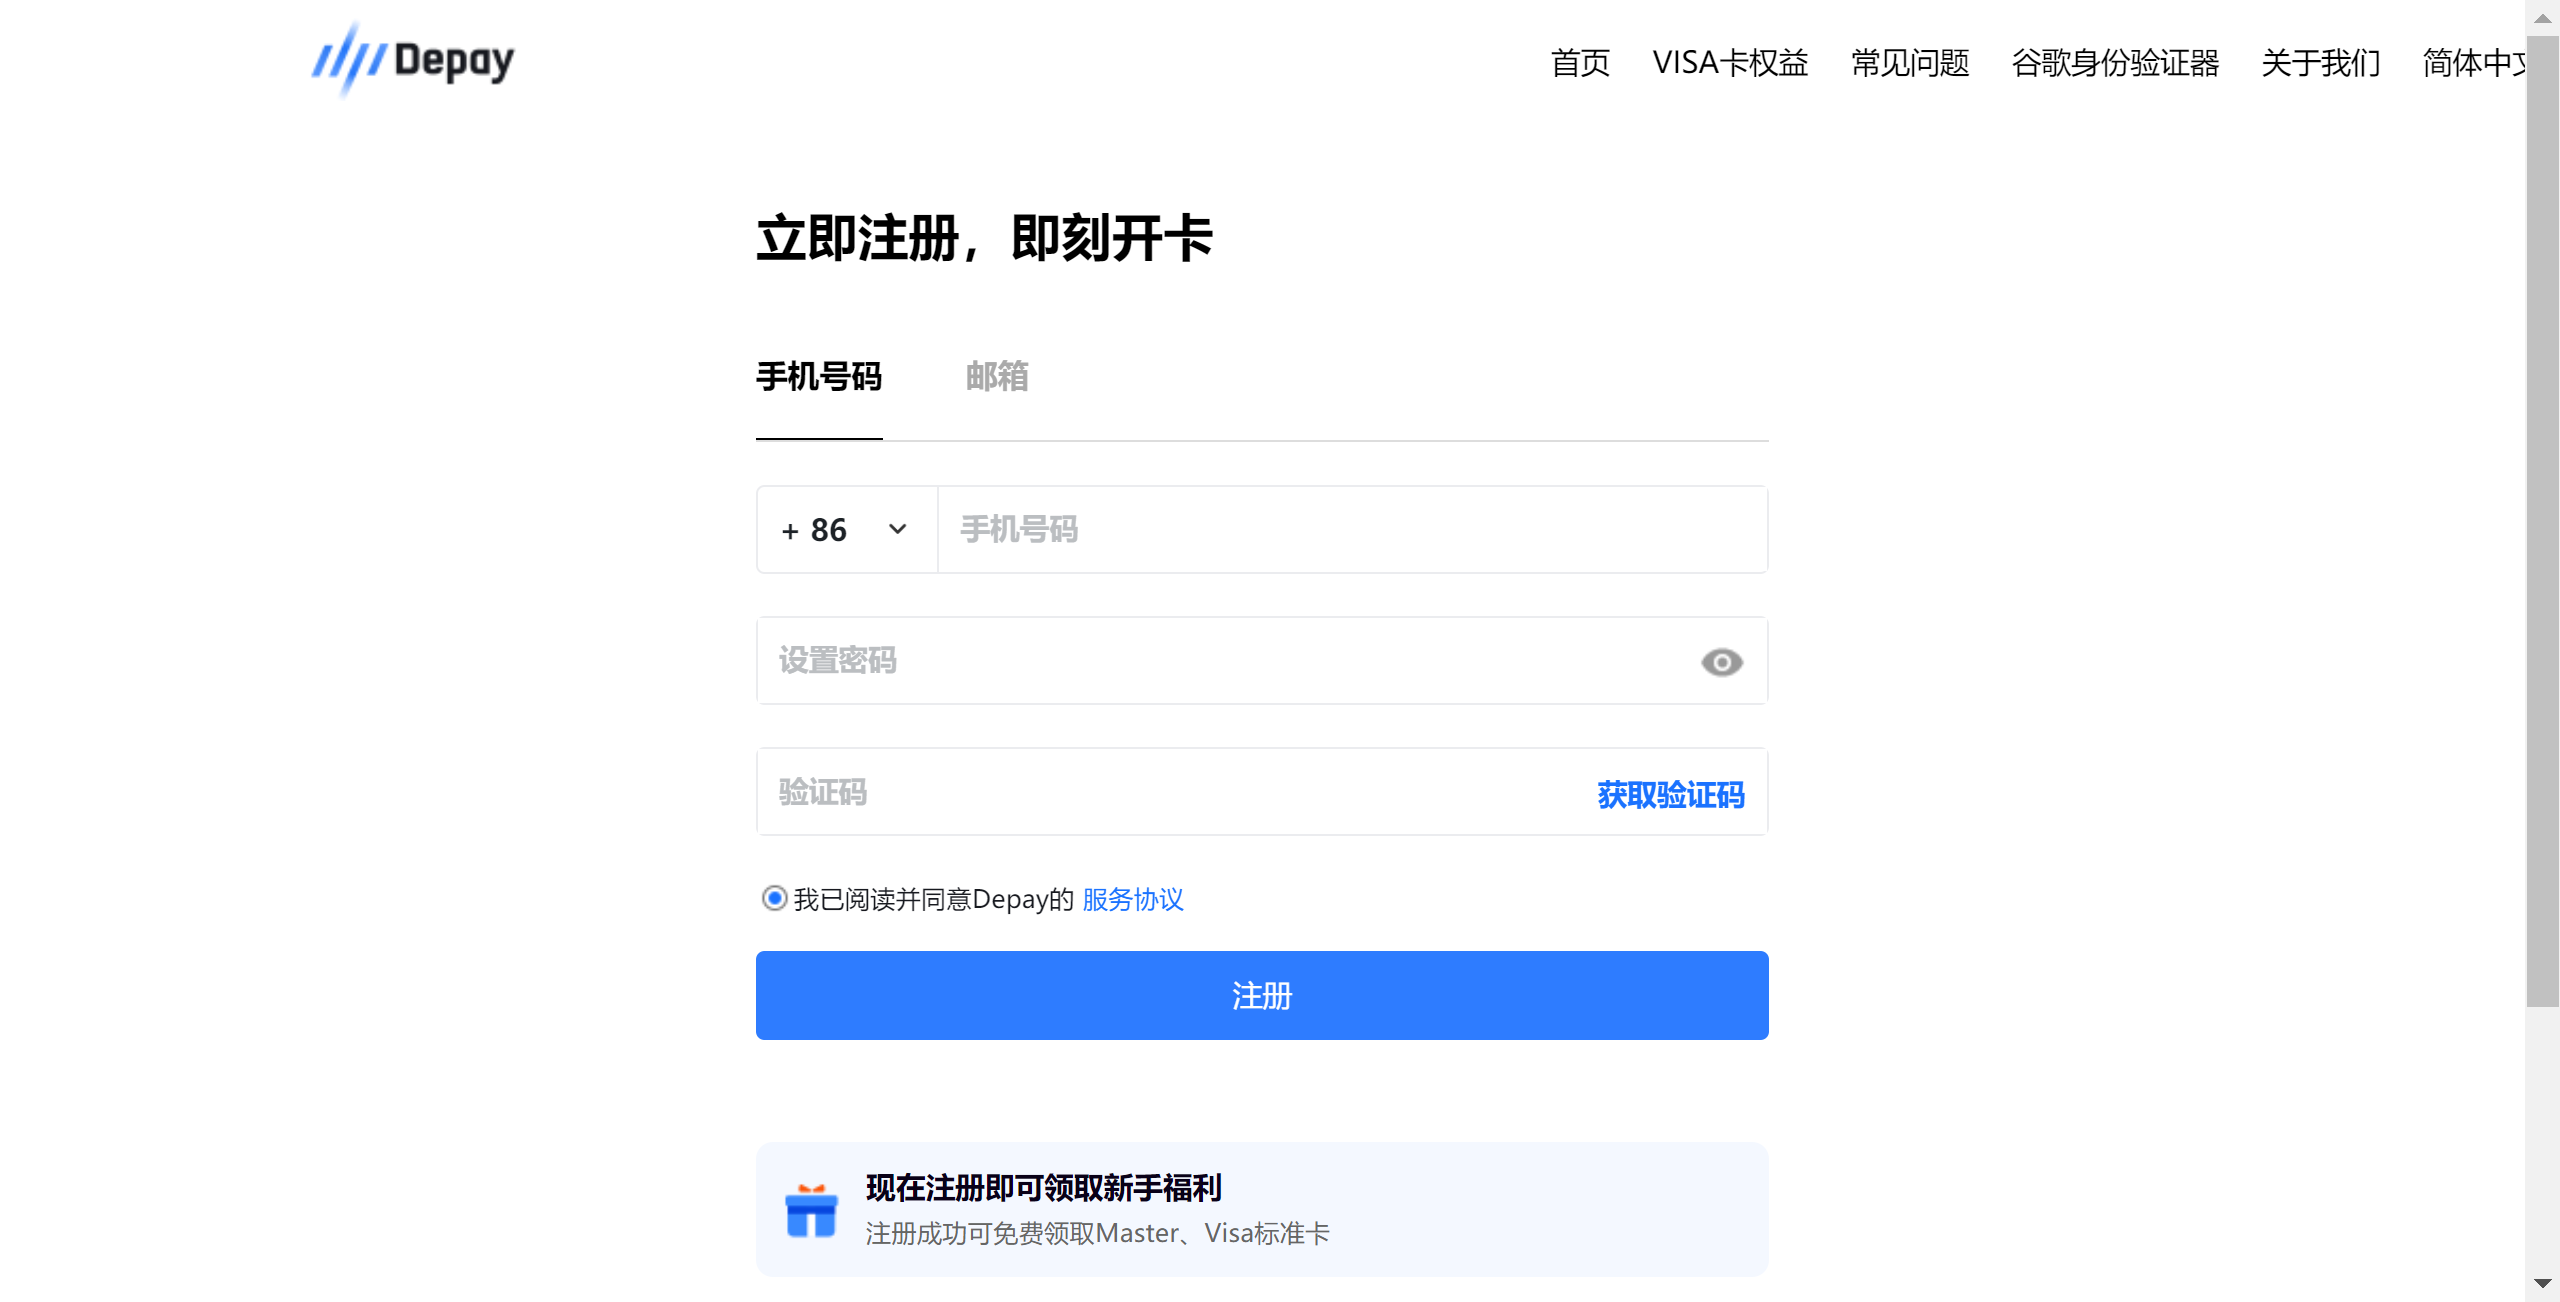 Depay
首页 VISA卡权益 常见问题 谷歌身份验证器 关于我们 简体中文
立即注册，即刻开卡
手机号码 邮箱
+ 86 手机号码
设置密码
验证码 获取验证码
我已阅读并同意Depay的 服务协议
注册
现在注册即可领取新手福利
注册成功可免费领取Master、Visa标准卡